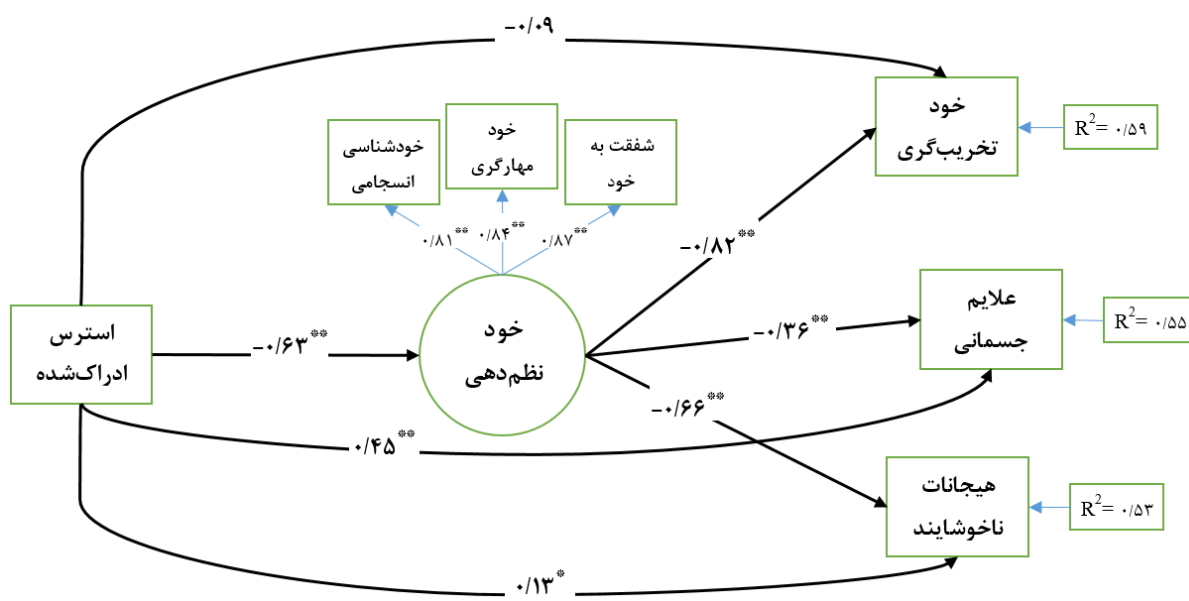 -۰/۰۹
خود
تخریب‌گری
R²= ۰/۵۹
خودشناسی
انسجامی
خود
مهارگری
شفقت به
خود
۰/۸۱**
۰/۸۴**
۰/۸۷**
-۰/۸۲**
استرس
ادراک‌شده
-۰/۶۳**
خود
نظم‌دهی
-۰/۳۶**
علایم
جسمانی
R²= ۰/۵۵
-۰/۶۶**
۰/۴۵**
هیجانات
ناخوشایند
R²= ۰/۵۳
۰/۱۳*